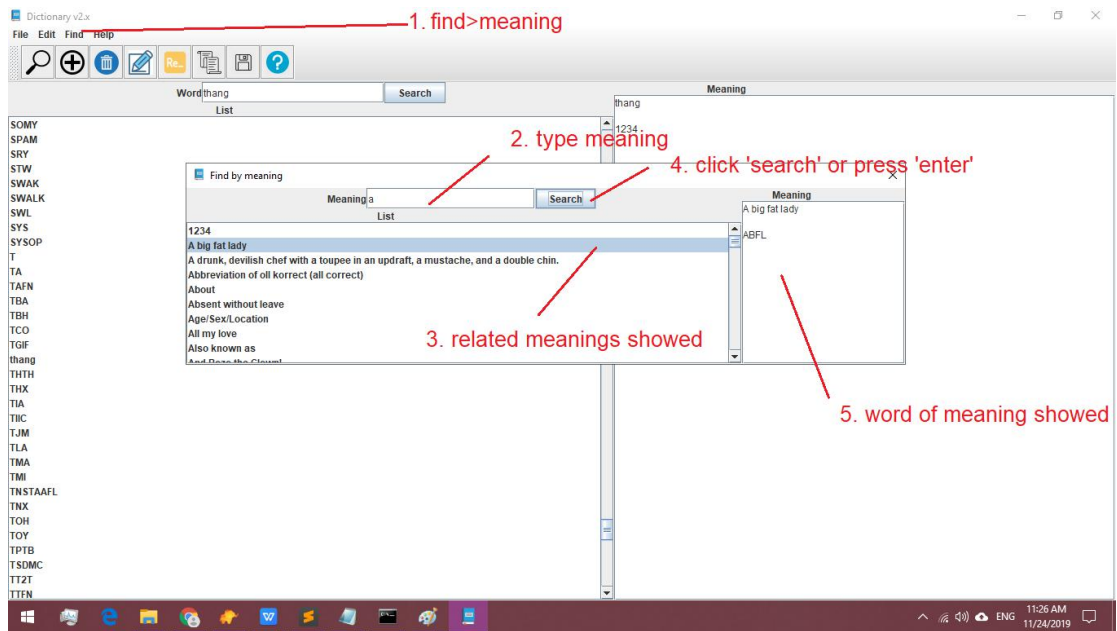 Dictionary v2.x
1. find>meaning
File Edit Find Help
Re..
Word thang Search
List
Meaning
thang
1234
SOMY
SPAM
SRY
STW
SWAK
SWALK
SWL
SYS
SYSOP
T
TA
TAFN
TBA
TBH
TCO
TGIF
thang
THTH
THX
TIA
TIIC
TJM
TLA
TMA
TMI
TNSTAAFL
TNX
TOH
TOY
TPTB
TSDMC
TT2T
TTFN
2. type meaning
4. click 'search' or press 'enter'
Find by meaning
Meaning a Search
List
1234
A big fat lady
A drunk, devilish chef with a toupee in an updraft, a mustache, and a double chin.
Abbreviation of oll korrect (all correct)
About
Absent without leave
Age/Sex/Location
All my love
Also known as
And Bozo the Clown!
Meaning
A big fat lady
ABFL
3. related meanings showed
5. word of meaning showed
ENG
11:26 AM
11/24/2019